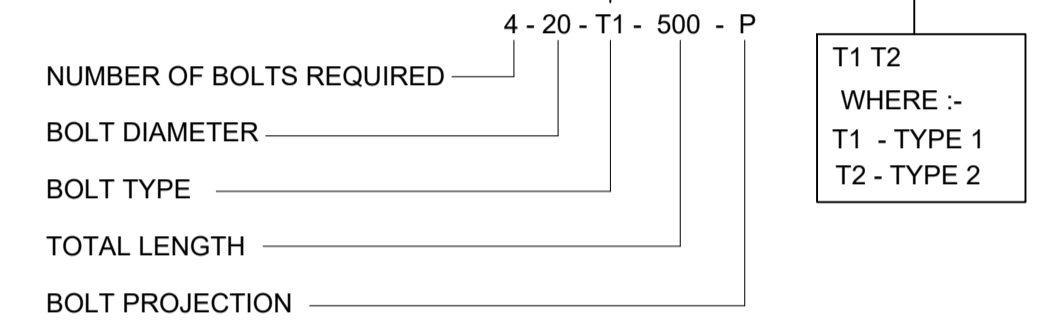 4 - 20 - T1 - 500 - P
NUMBER OF BOLTS REQUIRED
BOLT DIAMETER
BOLT TYPE
TOTAL LENGTH
BOLT PROJECTION
T1 T2
WHERE :-
T1 - TYPE 1
T2 - TYPE 2